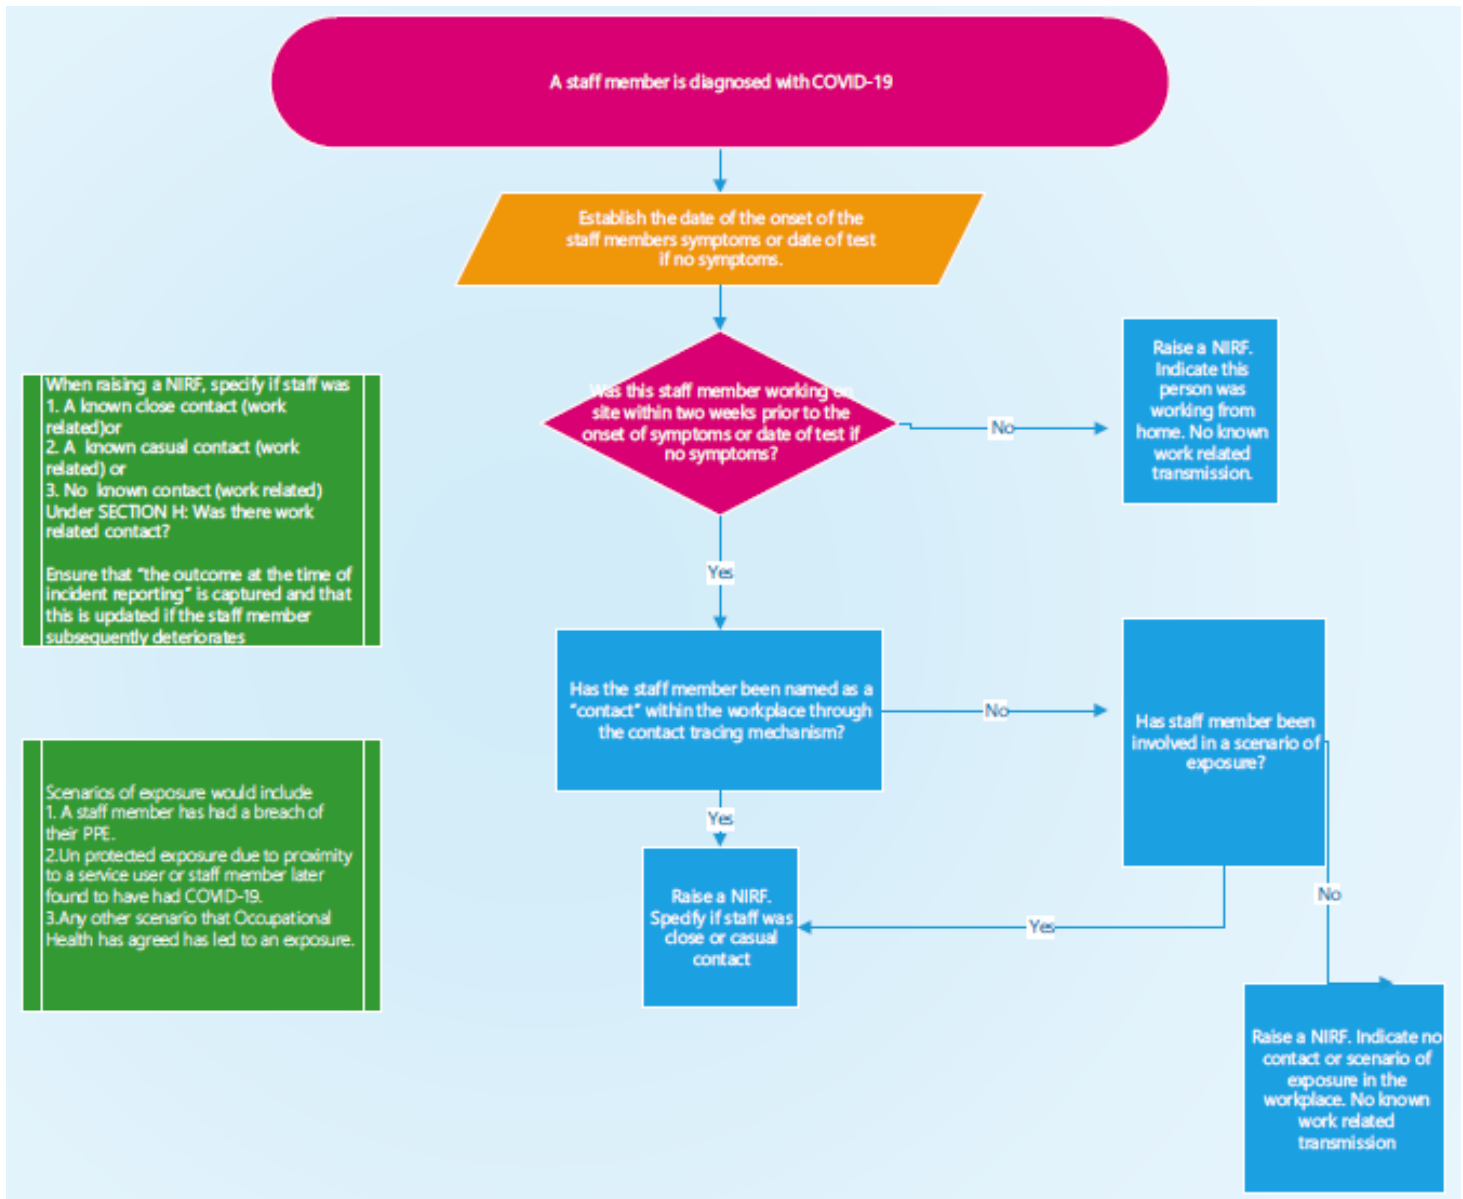 A staff member is diagnosed with COVID-19
Establish the date of the onset of the
staff members symptoms or date of test
if no symptoms.
Was this staff member working on
site within two weeks prior to the
onset of symptoms or date of test if
no symptoms?
No
Raise a NIRF.
Indicate this
person was
working from
home. No known
work related
transmission.
When raising a NIRF, specify if staff was
1. A known close contact (work
related)or
2. A known casual contact (work
related) or
3. No known contact (work related)
Under SECTION H: Was there work
related contact?
Ensure that "the outcome at the time of
incident reporting" is captured and that
this is updated if the staff member
subsequently deteriorates
Yes
Has the staff member been named as a
"contact" within the workplace through
the contact tracing mechanism?
No
Has staff member been
involved in a scenario of
exposure?
Scenarios of exposure would include
1. A staff member has had a breach of
their PPE.
2.Un protected exposure due to proximity
to a service user or staff member later
found to have had COVID-19.
3.Any other scenario that Occupational
Health has agreed has led to an exposure.
Yes
Raise a NIRF.
Specify if staff was
close or casual
contact
Yes
No
Raise a NIRF. Indicate no
contact or scenario of
exposure in the
workplace. No known
work related
transmission